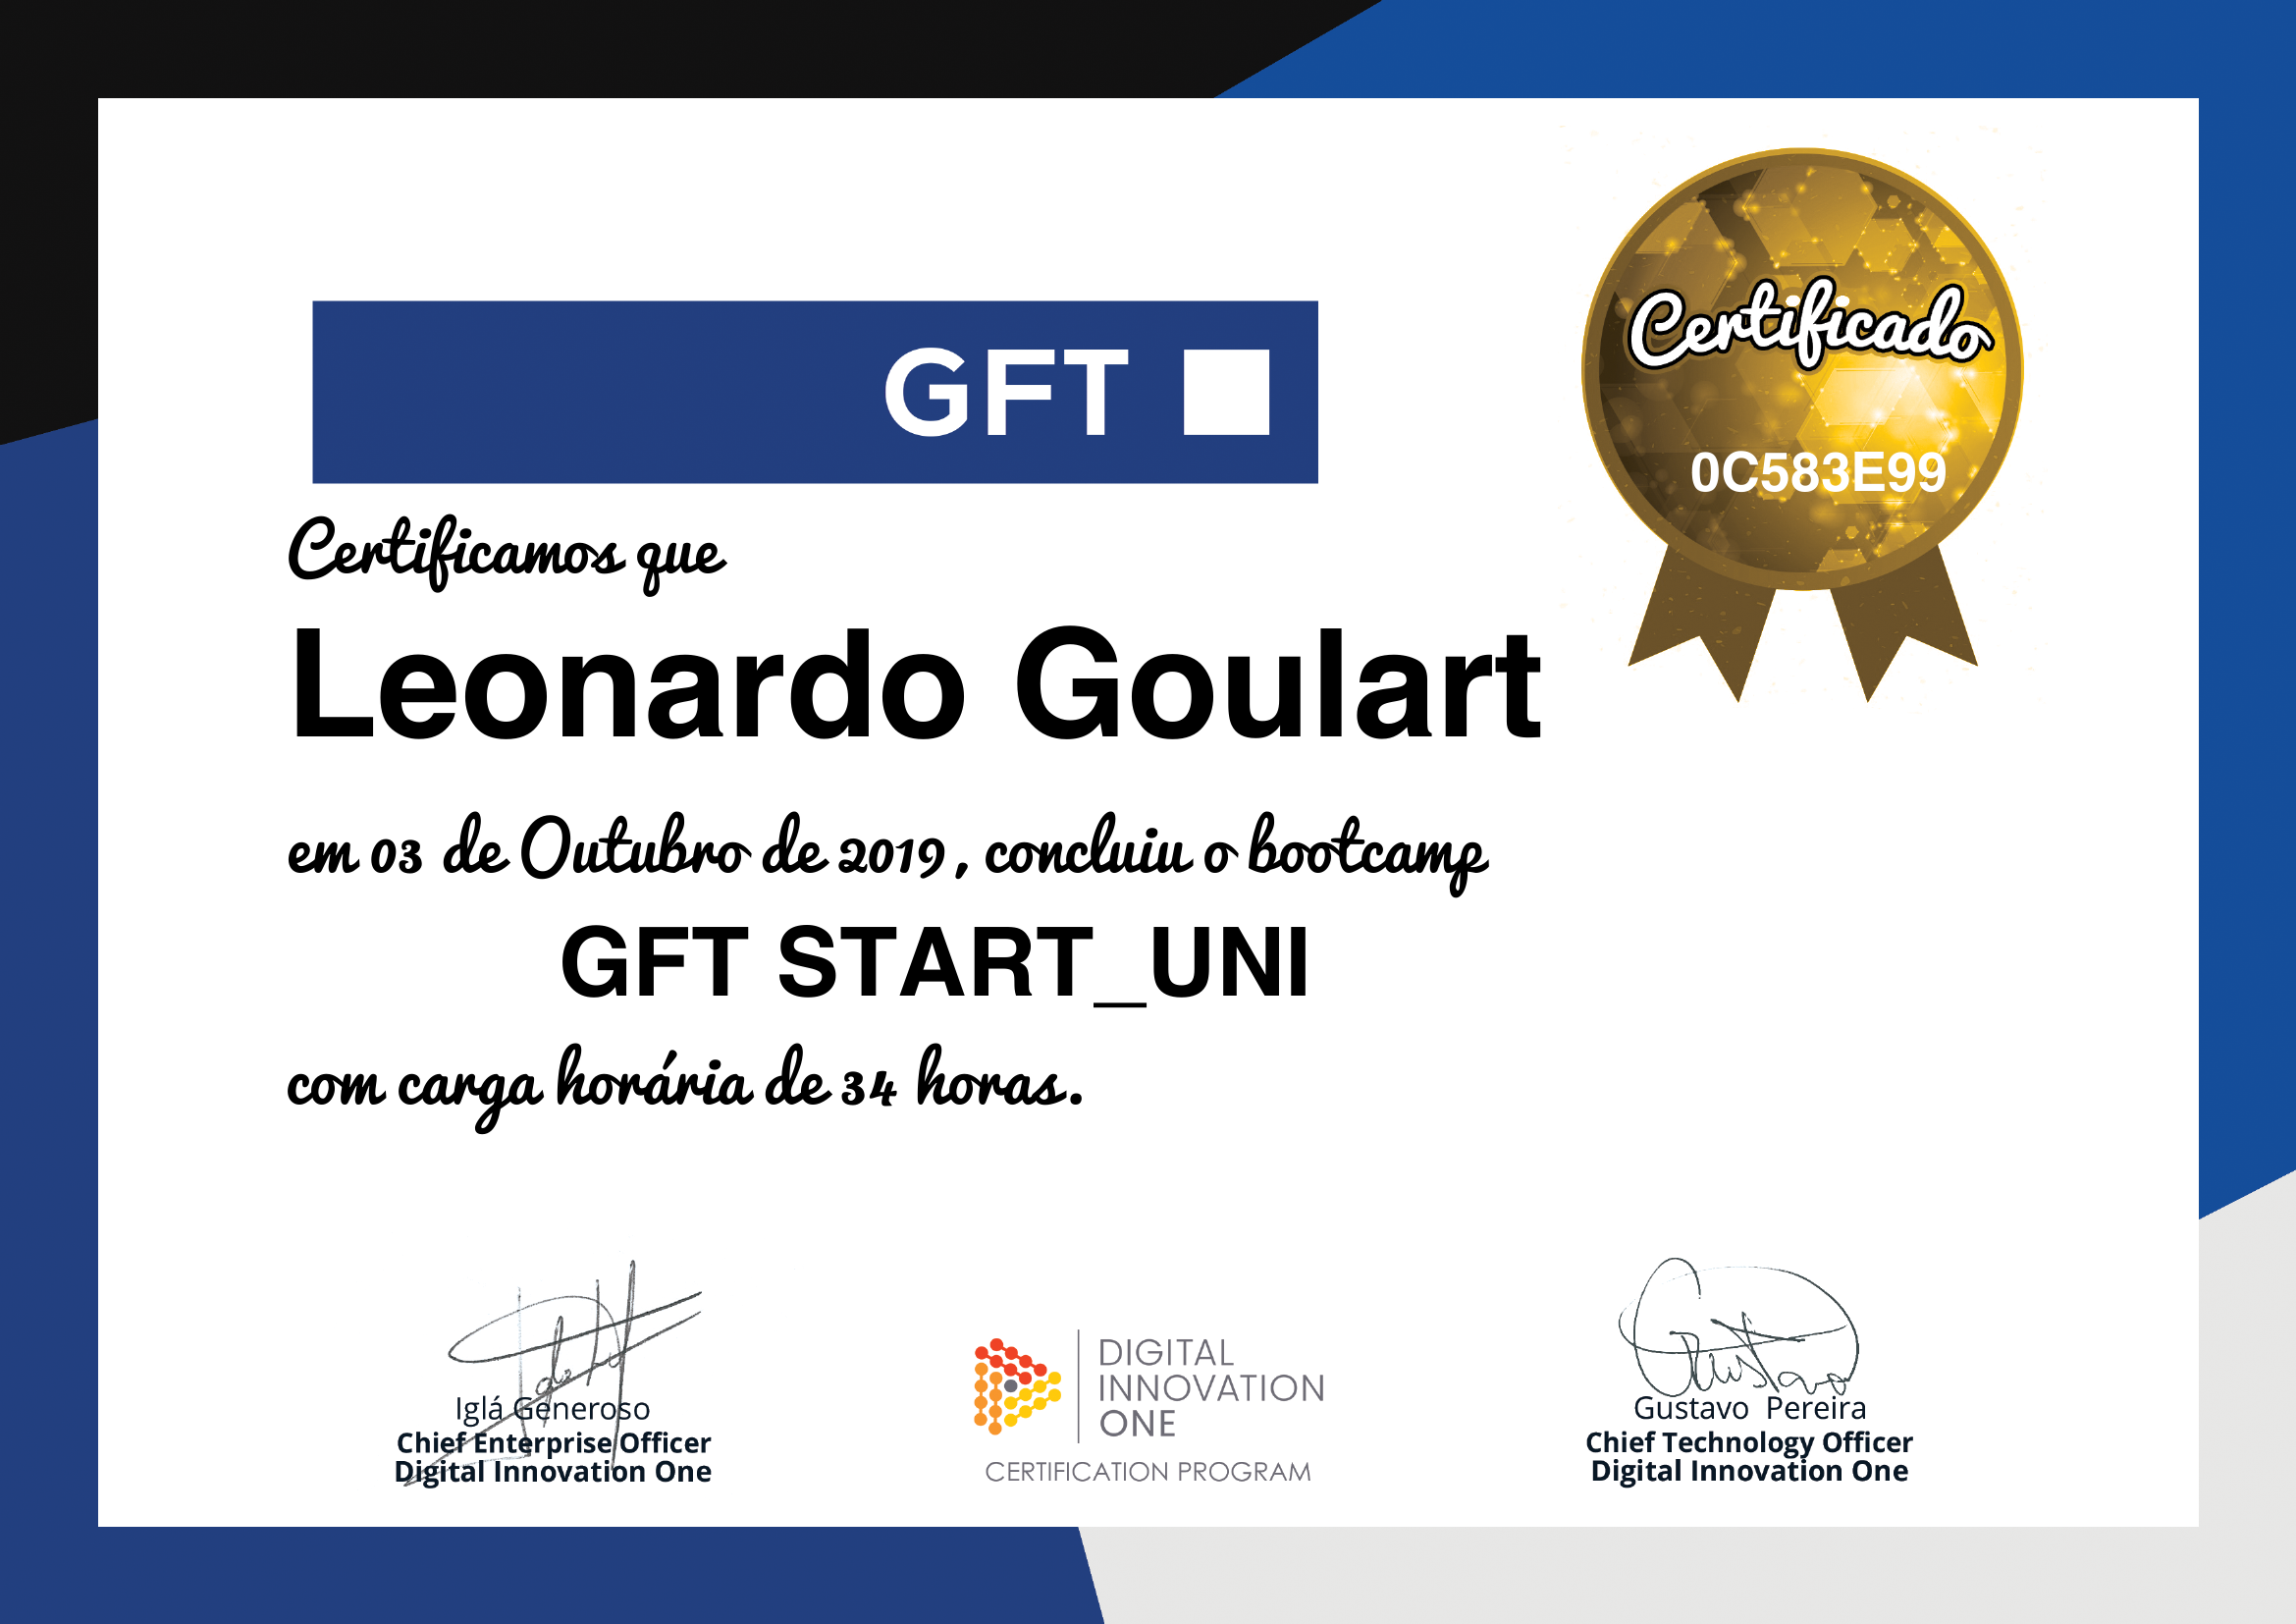 GFT
Certificado
0C583E99
Certificamos que
Leonardo Goulart
em 03 de Outubro de 2019, concluiu o bootcamp
GFT START_UNI
com carga horária de 34 horas.
Iglá Generoso
Chief Enterprise Officer
Digital Innovation One
DIGITAL
INNOVATION
ONE
CERTIFICATION PROGRAM
Gustavo
Gustavo Pereira
Chief Technology Officer
Digital Innovation One